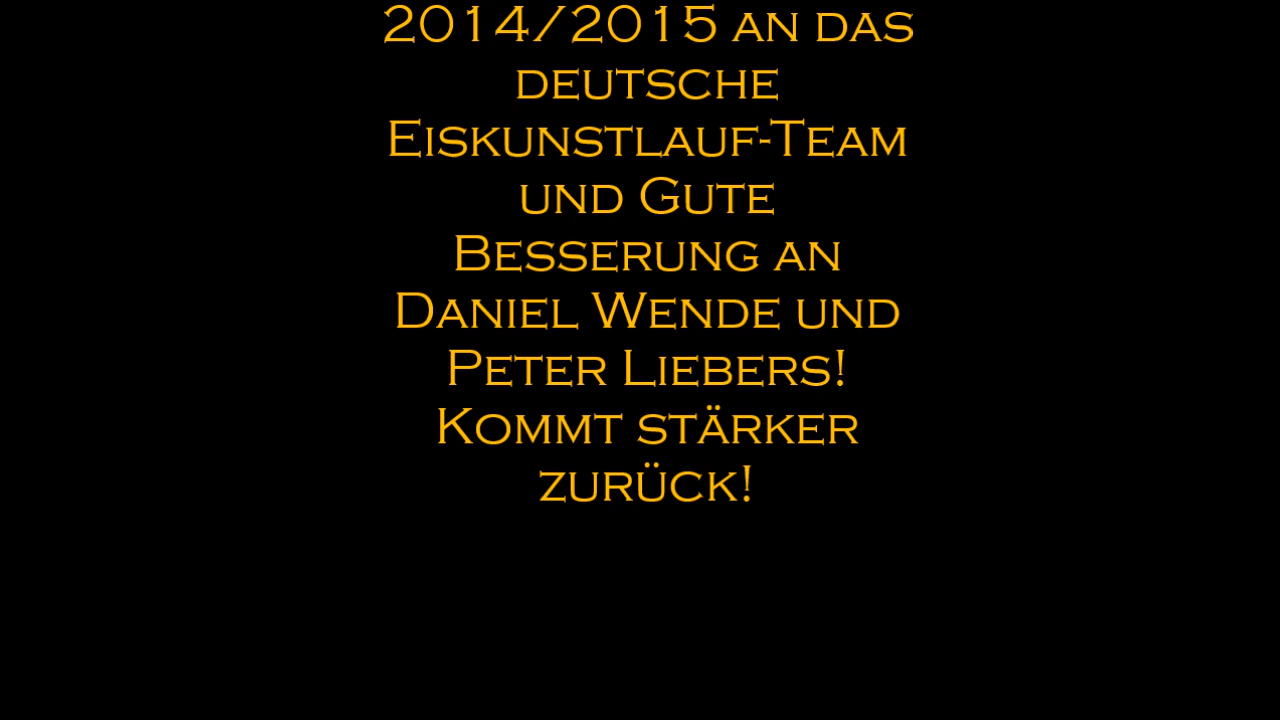 2014/2015 an das
deutsche
Eiskunstlauf-Team
und Gute
Besserung an
Daniel Wende und
Peter Liebers!
Kommt stärker
zurück!